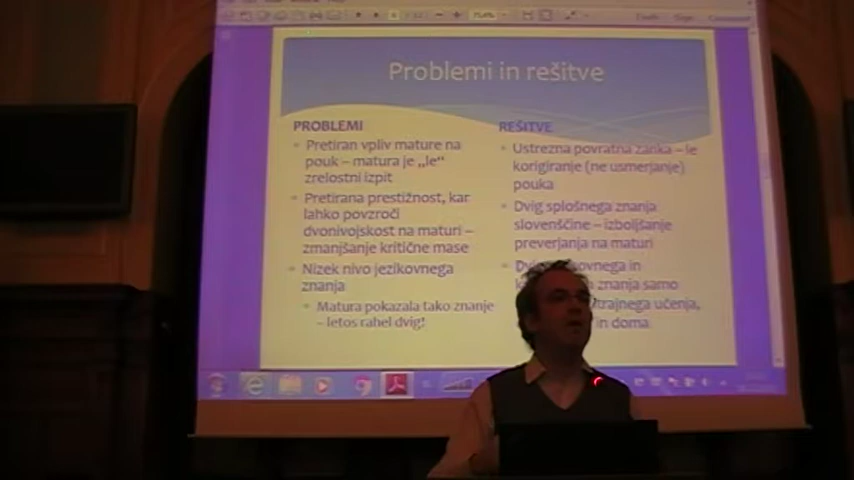 Problemi in rešitve
PROBLEMI
Pretiran vpliv mature na
pouk – matura je „le“
zrelostni izpit
Pretirana prestižnost, kar
lahko povzroči
dvonivojskost na maturi –
zmanjšanje kritične mase
Nizek nivo jezikovnega
znanja
Matura pokazala tako znanje
– letos rahel dvig!
REŠITVE
Ustrezna povratna zanka – le
korigiranje (ne usmerjanje)
pouka
Dvig splošnega znanja
slovenščine – izboljšanje
preverjanja na maturi
in
znanja samo
učenja,
in doma